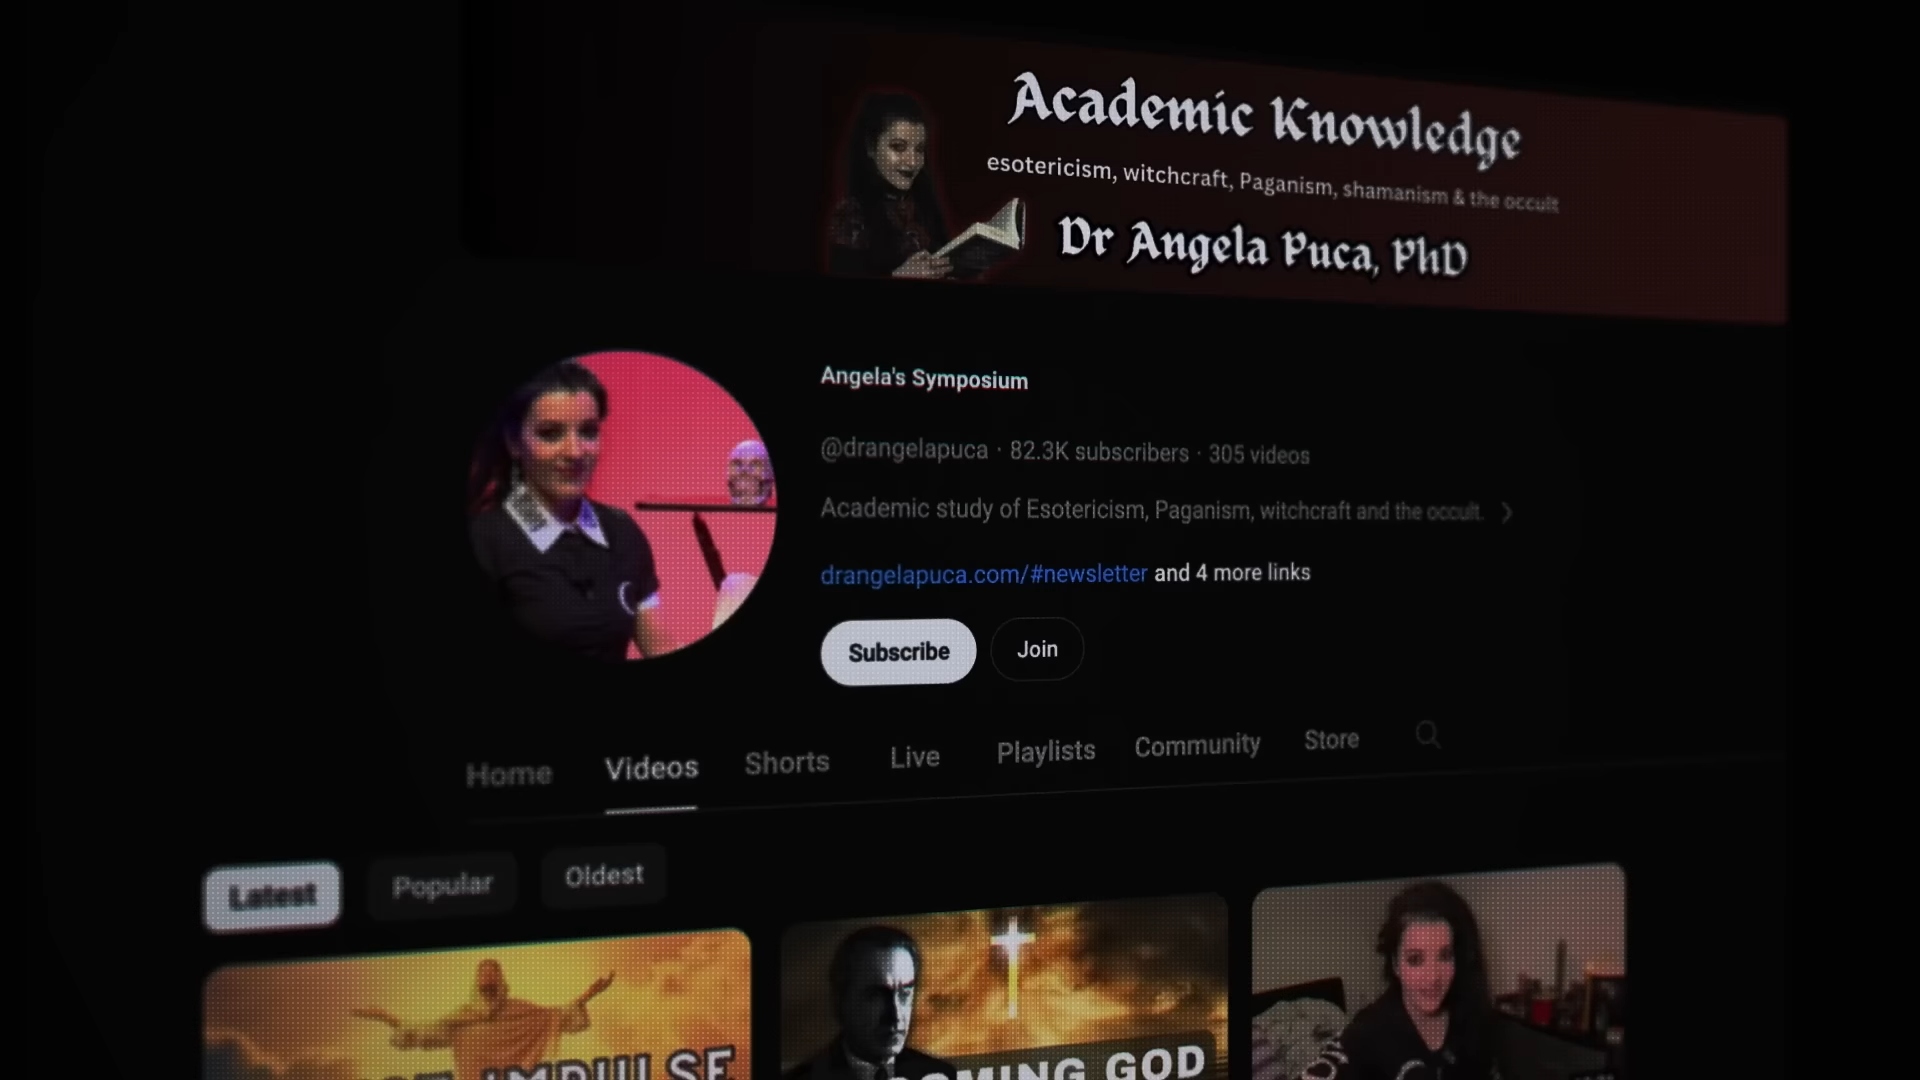 Academic Knowledge
esotericism, witchcraft, Paganism, shamanism & the occult
Dr Angela Puca, PhD
Angela's Symposium
@drangelapuca · 82.3K subscribers · 305 videos
Academic study of Esotericism, Paganism, witchcraft and the occult.
drangelapuca.com/#newsletter and 4 more links
Subscribe Join
Home Videos Shorts Live Playlists Community Store
Latest Popular Oldest
IMPULSE
GOD